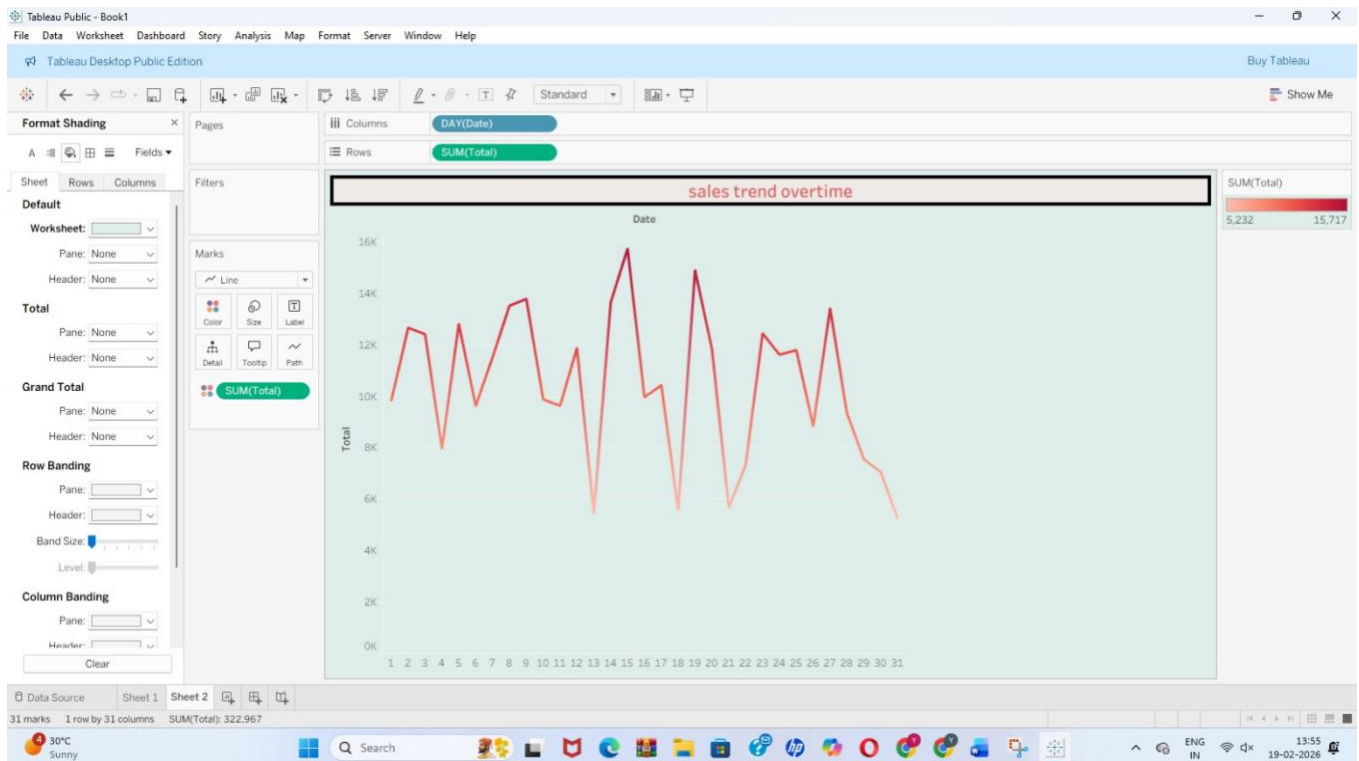 Tableau Public - Book1
File Data Worksheet Dashboard Story Analysis Map Format Server Window Help
Tableau Desktop Public Edition
Buy Tableau
Standard
Show Me
Format Shading
A
Fields
Sheet Rows Columns
Default
Worksheet:
Pane: None
Header: None
Total
Pane: None
Header: None
Grand Total
Pane: None
Header: None
Row Banding
Pane:
Header:
Band Size:
Level:
Column Banding
Pane:
Header:
Clear
Pages
Filters
Marks
Line
Color Size Label
T
Detail Tooltip Path
SUM(Total)
Columns DAY(Date)
Rows SUM(Total)
sales trend overtime
Date
16K
14K
12K
10K
8K
6K
4K
2K
0K
Total
1 2 3 4 5 6 7 8 9 10 11 12 13 14 15 16 17 18 19 20 21 22 23 24 25 26 27 28 29 30 31
SUM(Total)
5,232 15,717
Data Source Sheet 1 Sheet 2
31 marks 1 row by 31 columns SUM(Total): 322,967
4
30°C
Sunny
Search
ENG
IN
13:55
19-02-2026